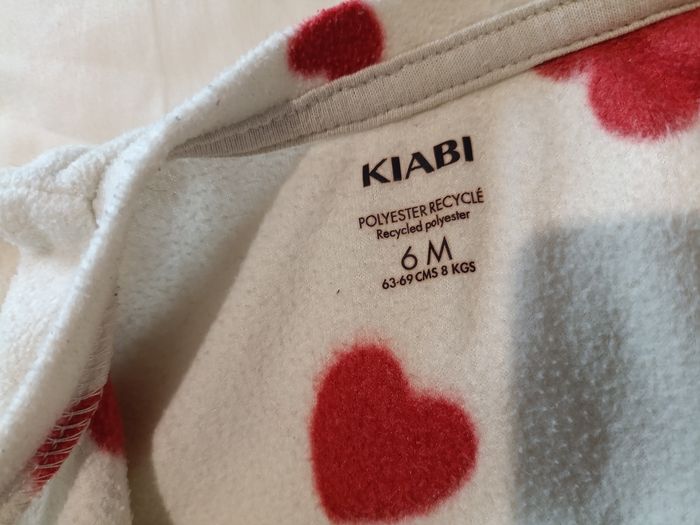 KIABI
POLYESTER RECYCLÉ
Recycled polyester
6 M
63-69 CMS 8 KGS